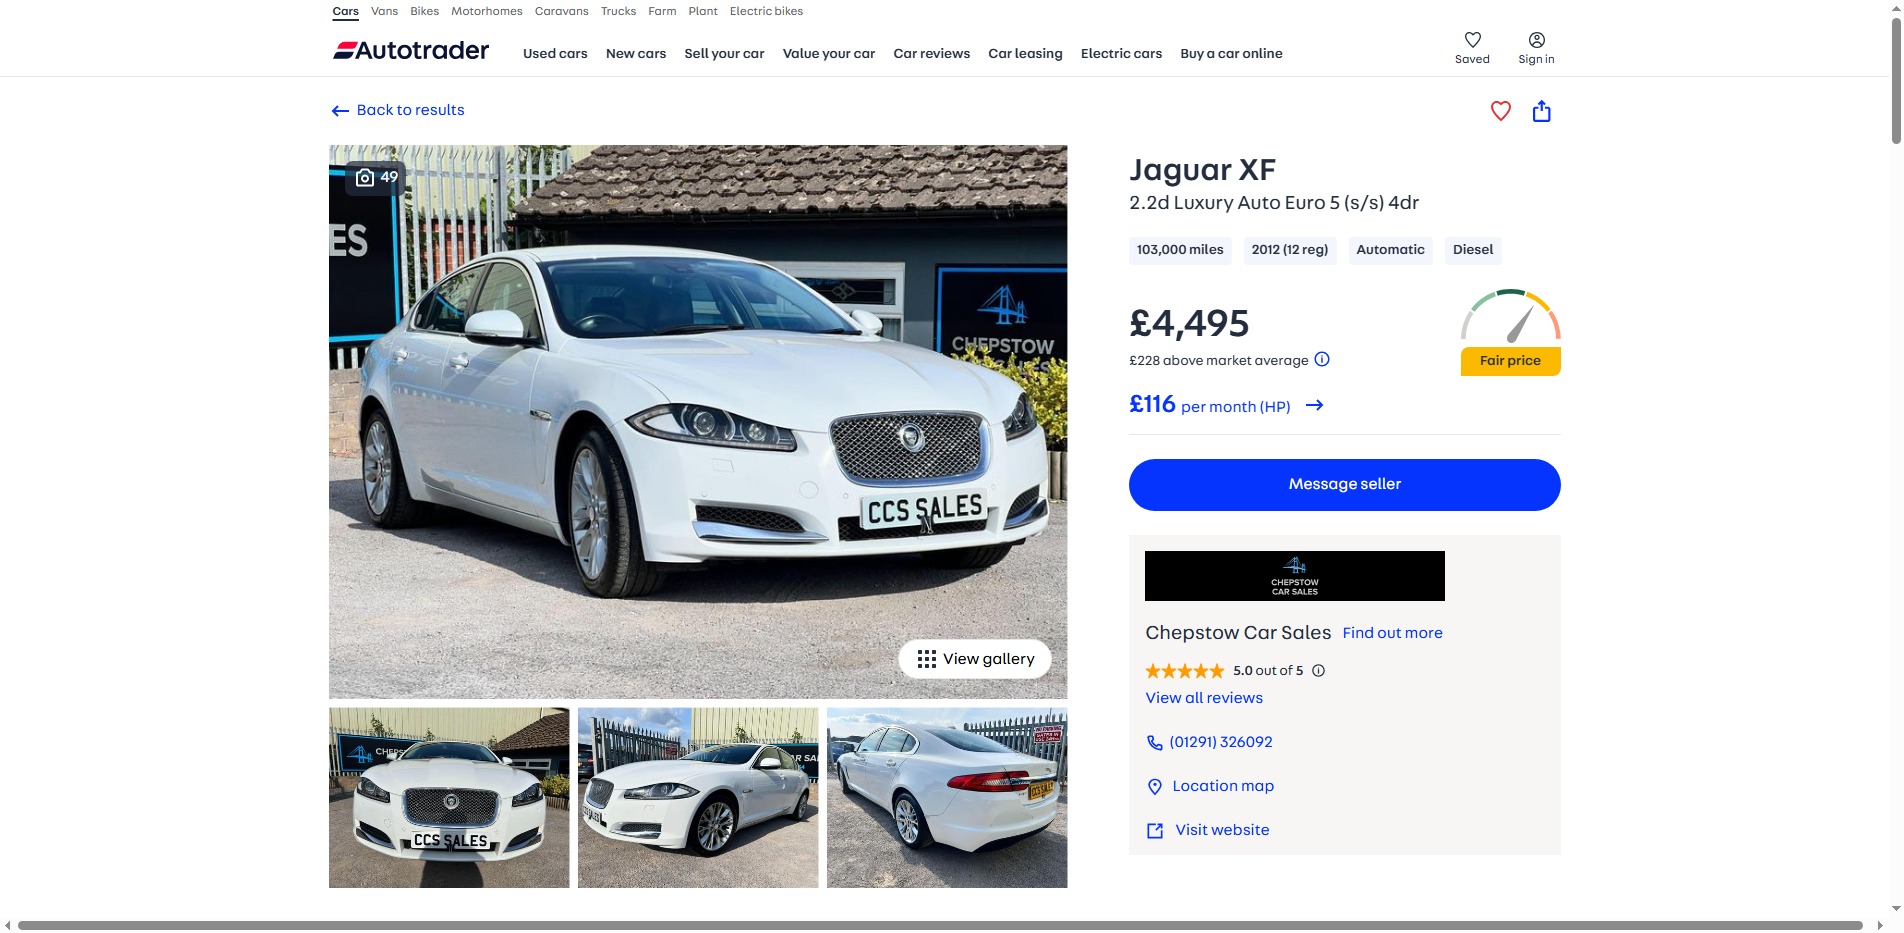 Cars Vans Bikes Motorhomes Caravans Trucks Farm Plant Electric bikes
Autotrader
Used cars New cars Sell your car Value your car Car reviews Car leasing Electric cars Buy a car online
Saved
Sign in
Back to results
49
ES
CHEPSTOW
CCS SALES
View gallery
CCS SALES
Jaguar XF
2.2d Luxury Auto Euro 5 (s/s) 4dr
103,000 miles
2012 (12 reg)
Automatic
Diesel
£4,495
£228 above market average
Fair price
£116 per month (HP)
Message seller
CHEPSTOW
CAR SALES
Chepstow Car Sales Find out more
5.0 out of 5
View all reviews
(01291) 326092
Location map
Visit website